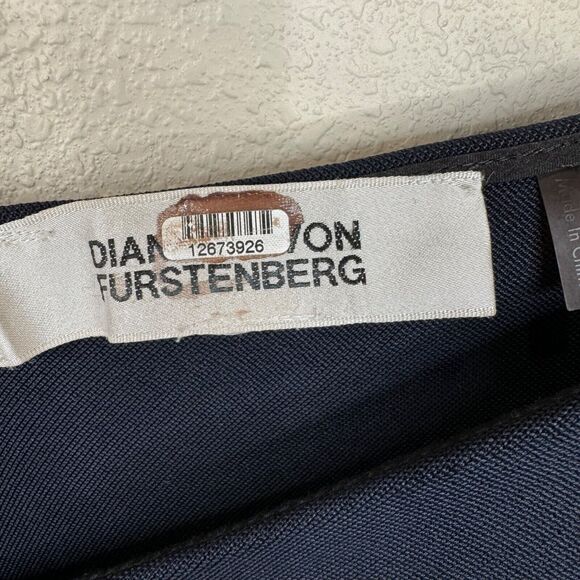 DIAN VON
12673926
FURSTENBERG
Made in C